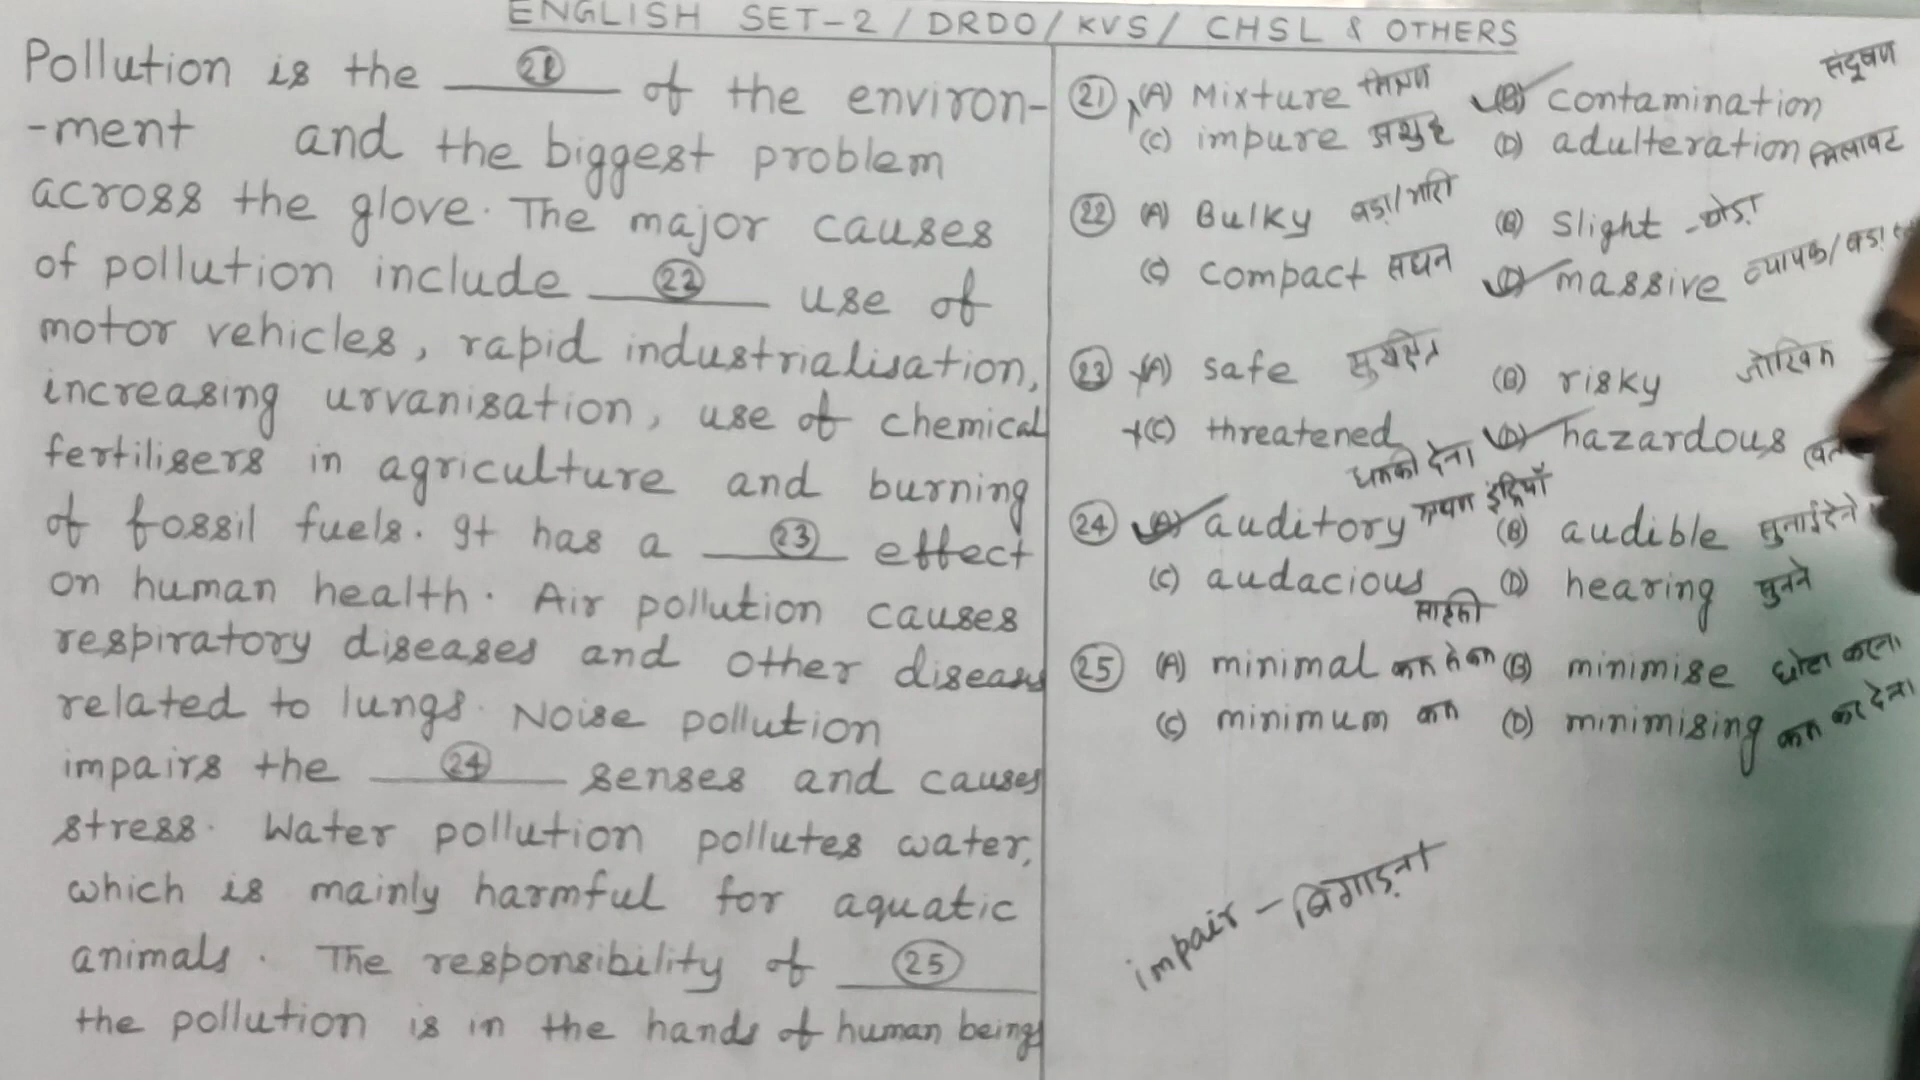 ENGLISH SET-2 / DRDO / KVS / CHSL & OTHERS
Pollution is the (21) of the environ-
-ment and the biggest problem
across the glove. The major causes
of pollution include (22) use of
motor vehicles, rapid industrialisation,
increasing urvanisation, use of chemical
fertilisers in agriculture and burning
of fossil fuels. It has a (23) effect
on human health. Air pollution causes
respiratory diseases and other diseases
related to lungs. Noise pollution
impairs the (24) senses and causes
stress. Water pollution pollutes water,
which is mainly harmful for aquatic
animals. The responsibility of (25)
the pollution is in the hands of human beings
(21) (A) Mixture मिश्रण (B) contamination संदूषण
(C) impure अशुद्ध (D) adulteration मिलावट
(22) (A) Bulky बड़ा/भारी (B) Slight - थोड़ा
(C) compact सघन (D) massive व्यापक/बड़ा
(23) (A) safe सुरक्षित (B) risky जोखिम
(C) threatened धमकी देना (D) hazardous
(24) (A) auditory श्रवण इंद्रियाँ (B) audible सुनाई देने
(C) audacious साहसी (D) hearing सुनने
(25) (A) minimal कम से कम (B) minimise छोटा करना
(C) minimum कम (D) minimising कम कर देना
impair - बिगाड़ना